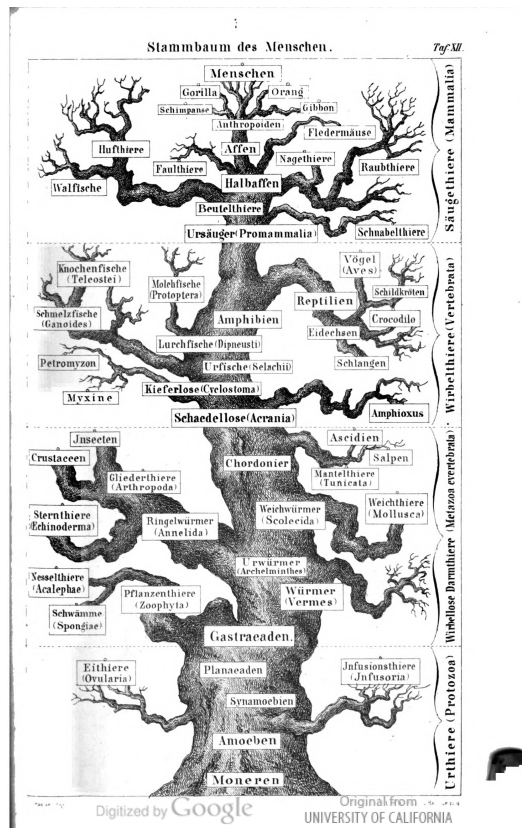 Stammbaum des Menschen.
Taf XII.
Menschen
Gorilla
Orang
Schimpanse
Gibbon
Anthropoiden
Fledermäuse
Affen
Hufthiere
Nagethiere
Faulthiere
Raubthiere
Walfische
Halbaffen
Beutelthiere
Ursäuger (Promammalia)
Schnabelthiere
Säugethiere (Mammalia)
Knochenfische
(Teleostei)
Molchfische
(Protoptera)
Vögel
(Aves)
Schildkröten
Reptilien
Schmelzfische
(Ganoides)
Amphibien
Crocodile
Eidechsen
Lurchfische (Dipneusti)
Schlangen
Petromyzon
Urfische (Selachii)
Kieferlose (Cyclostoma)
Myxine
Amphioxus
Schaedellose (Acrania)
Wirbelthiere (Vertebrata)
Jnsecten
Ascidien
Crustaceen
Chordonier
Salpen
Gliederthiere
(Arthropoda)
Mantelthiere
(Tunicata)
Sternthiere
(Echinoderma)
Ringelwürmer
(Annelida)
Weichwürmer
(Scolecida)
Weichthiere
(Mollusca)
Urwürmer
(Archelminthes)
Nesselthiere
(Acalephae)
Pflanzenthiere
(Zoophyta)
Würmer
(Vermes)
Schwämme
(Spongiae)
Gastraeaden.
Wirbellose Darmthiere (Metazoa evertebrata)
Eithiere
(Ovularia)
Planaeaden
Jnfusionsthiere
(Jnfusoria)
Synamoebien
Amoeben
Moneren
Urthiere (Protozoa)
Digitized by Google
Original from
UNIVERSITY OF CALIFORNIA